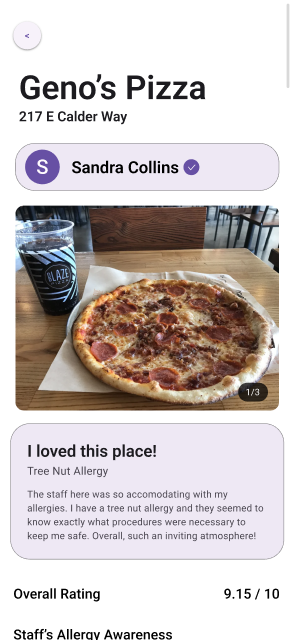 <
Geno’s Pizza
217 E Calder Way
S
Sandra Collins
BLAZE
1/3
I loved this place!
Tree Nut Allergy
The staff here was so accomodating with my
allergies. I have a tree nut allergy and they seemed to
know exactly what procedures were necessary to
keep me safe. Overall, such an inviting atmosphere!
Overall Rating
9.15 / 10
Staff’s Allergy Awareness